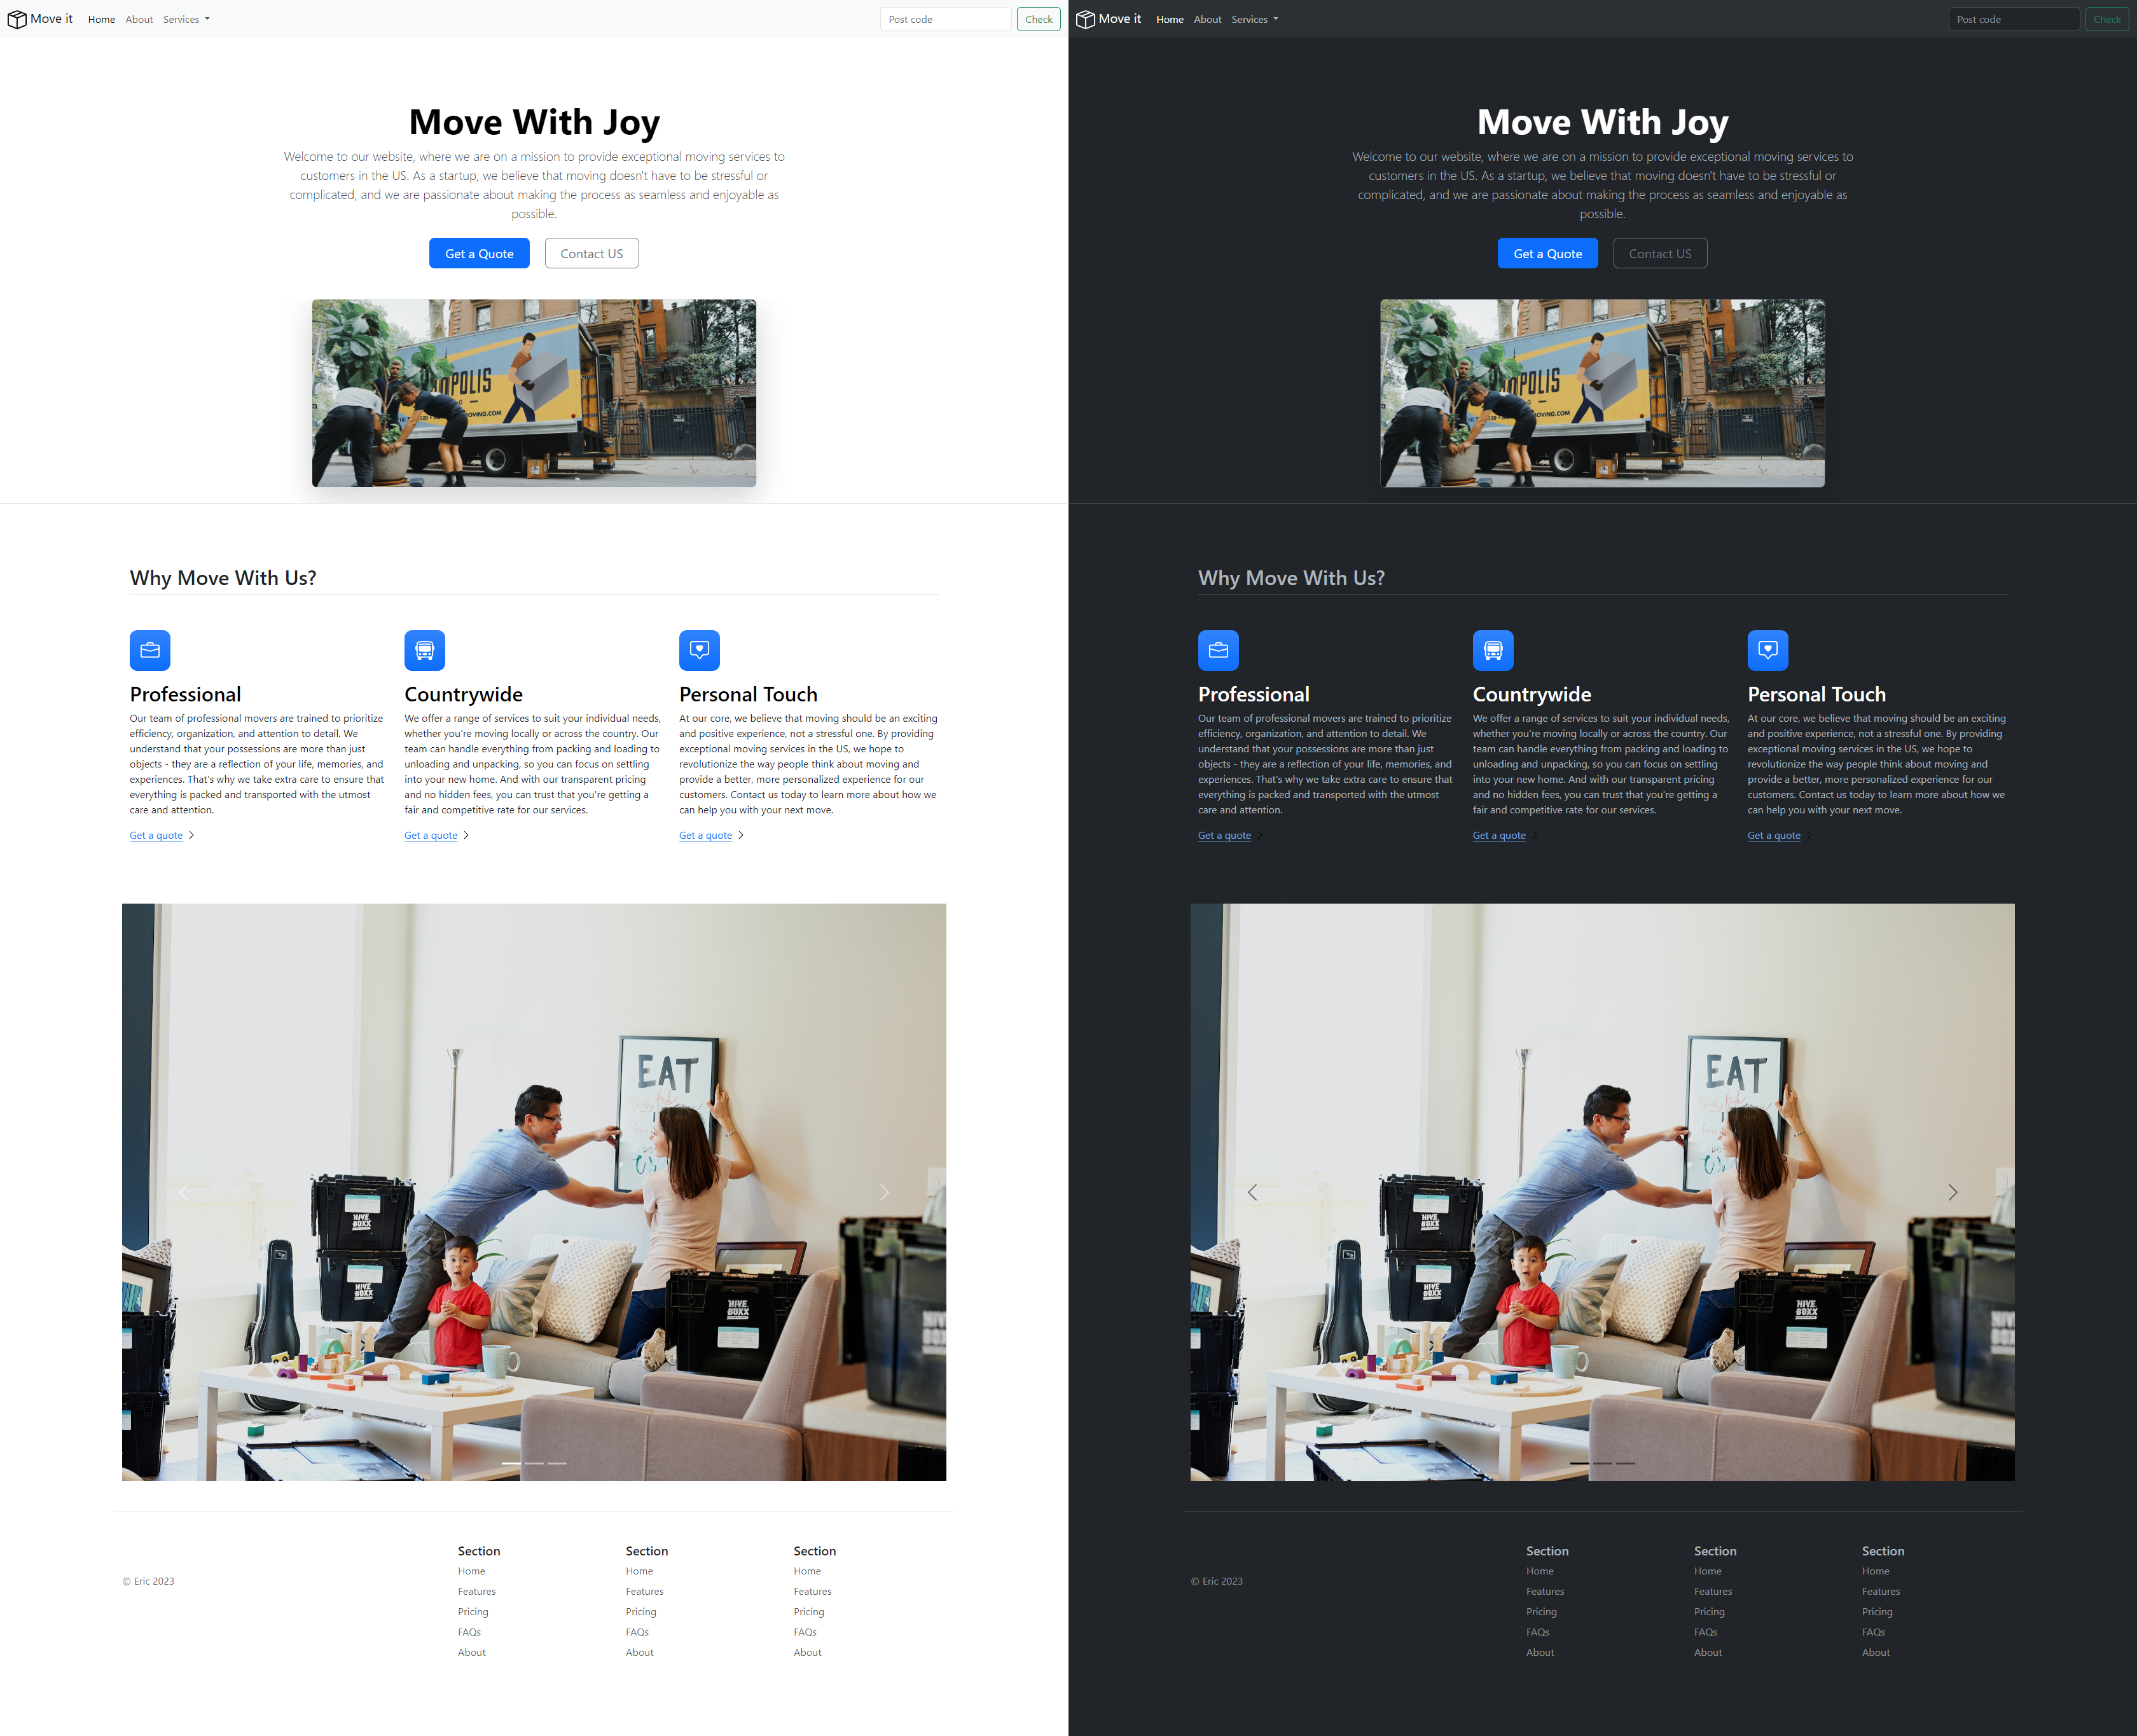 Move it Home About Services Post code Check
Move With Joy
Welcome to our website, where we are on a mission to provide exceptional moving services to
customers in the US. As a startup, we believe that moving doesn't have to be stressful or
complicated, and we are passionate about making the process as seamless and enjoyable as
possible.
Get a Quote Contact US
POLIS
MOVING.COM
Why Move With Us?
Professional
Our team of professional movers are trained to prioritize
efficiency, organization, and attention to detail. We
understand that your possessions are more than just
objects - they are a reflection of your life, memories, and
experiences. That's why we take extra care to ensure that
everything is packed and transported with the utmost
care and attention.
Get a quote
Countrywide
We offer a range of services to suit your individual needs,
whether you're moving locally or across the country. Our
team can handle everything from packing and loading to
unloading and unpacking, so you can focus on settling
into your new home. And with our transparent pricing
and no hidden fees, you can trust that you're getting a
fair and competitive rate for our services.
Get a quote
Personal Touch
At our core, we believe that moving should be an exciting
and positive experience, not a stressful one. By providing
exceptional moving services in the US, we hope to
revolutionize the way people think about moving and
provide a better, more personalized experience for our
customers. Contact us today to learn more about how we
can help you with your next move.
Get a quote
EAT
HIVE
BOXX
HIVE
BOXX
HIVE
BOXX
© Eric 2023
Section
Home
Features
Pricing
FAQs
About
Section
Home
Features
Pricing
FAQs
About
Section
Home
Features
Pricing
FAQs
About
Move it Home About Services Post code Check
Move With Joy
Welcome to our website, where we are on a mission to provide exceptional moving services to
customers in the US. As a startup, we believe that moving doesn't have to be stressful or
complicated, and we are passionate about making the process as seamless and enjoyable as
possible.
Get a Quote Contact US
POLIS
MOVING.COM
Why Move With Us?
Professional
Our team of professional movers are trained to prioritize
efficiency, organization, and attention to detail. We
understand that your possessions are more than just
objects - they are a reflection of your life, memories, and
experiences. That's why we take extra care to ensure that
everything is packed and transported with the utmost
care and attention.
Get a quote
Countrywide
We offer a range of services to suit your individual needs,
whether you're moving locally or across the country. Our
team can handle everything from packing and loading to
unloading and unpacking, so you can focus on settling
into your new home. And with our transparent pricing
and no hidden fees, you can trust that you're getting a
fair and competitive rate for our services.
Get a quote
Personal Touch
At our core, we believe that moving should be an exciting
and positive experience, not a stressful one. By providing
exceptional moving services in the US, we hope to
revolutionize the way people think about moving and
provide a better, more personalized experience for our
customers. Contact us today to learn more about how we
can help you with your next move.
Get a quote
EAT
HIVE
BOXX
HIVE
BOXX
HIVE
BOXX
© Eric 2023
Section
Home
Features
Pricing
FAQs
About
Section
Home
Features
Pricing
FAQs
About
Section
Home
Features
Pricing
FAQs
About